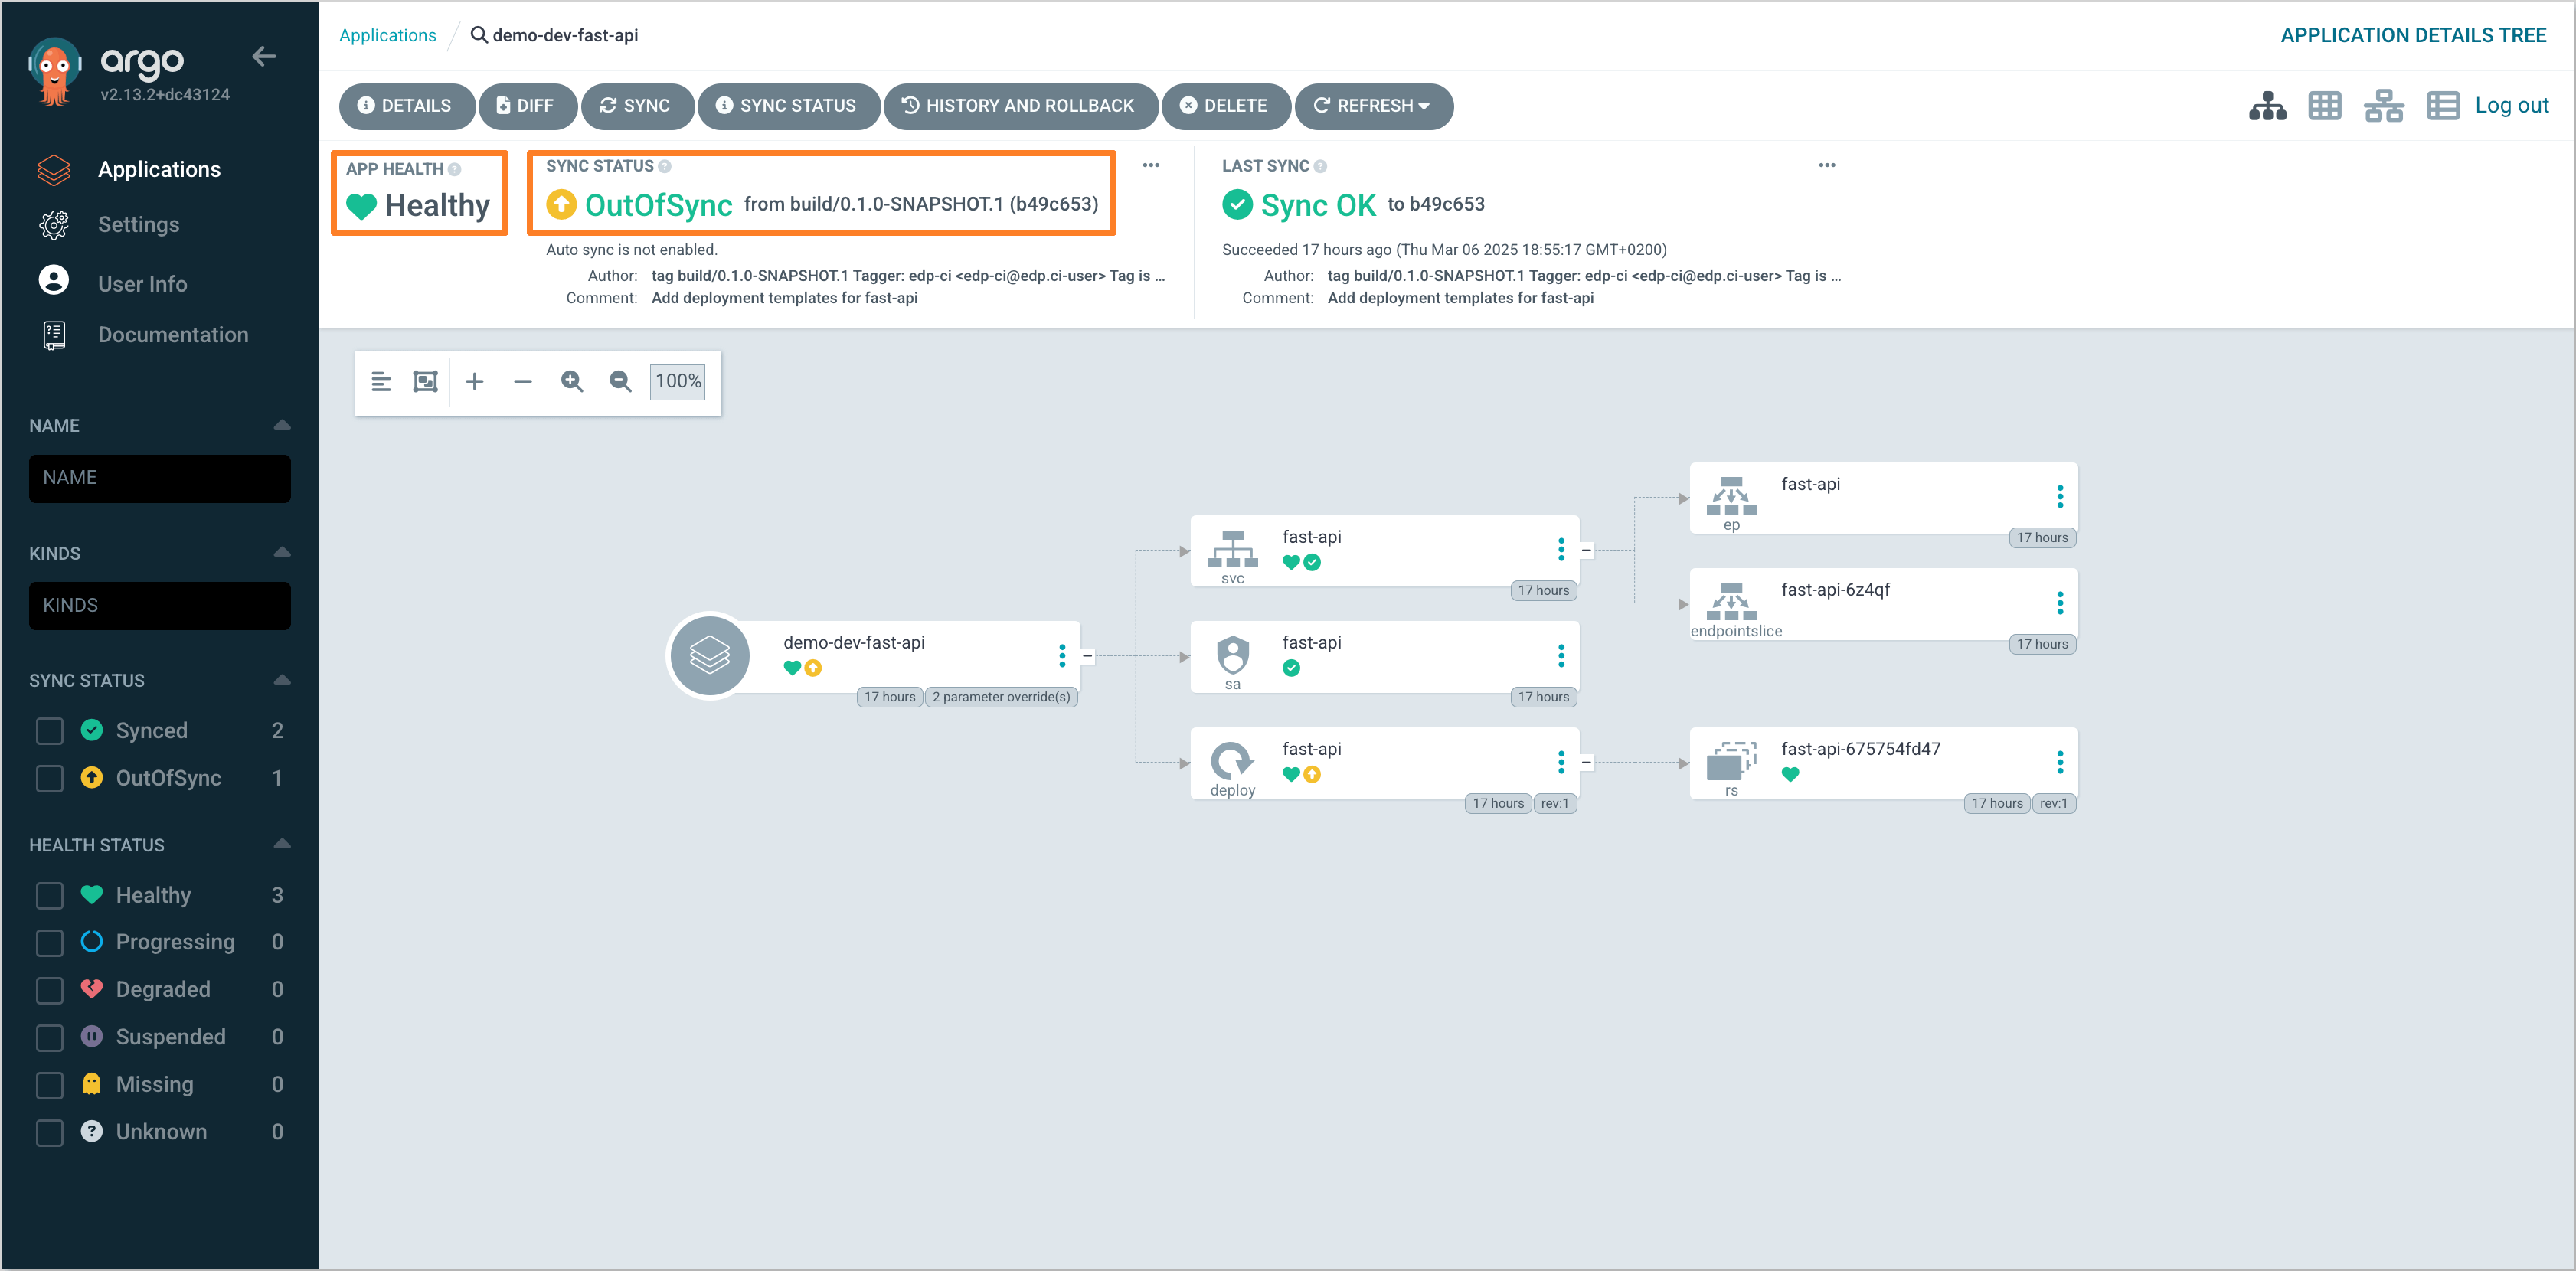 argo
v2.13.2+dc43124
Applications
Settings
User Info
Documentation
NAME
NAME
KINDS
KINDS
SYNC STATUS
Synced 2
OutOfSync 1
HEALTH STATUS
Healthy 3
Progressing 0
Degraded 0
Suspended 0
Missing 0
Unknown 0
Applications / demo-dev-fast-api
APPLICATION DETAILS TREE
DETAILS DIFF SYNC SYNC STATUS HISTORY AND ROLLBACK DELETE REFRESH
Log out
APP HEALTH
Healthy
SYNC STATUS
OutOfSync from build/0.1.0-SNAPSHOT.1 (b49c653)
Auto sync is not enabled.
Author: tag build/0.1.0-SNAPSHOT.1 Tagger: edp-ci <edp-ci@edp.ci-user> Tag is ...
Comment: Add deployment templates for fast-api
LAST SYNC
Sync OK to b49c653
Succeeded 17 hours ago (Thu Mar 06 2025 18:55:17 GMT+0200)
Author: tag build/0.1.0-SNAPSHOT.1 Tagger: edp-ci <edp-ci@edp.ci-user> Tag is ...
Comment: Add deployment templates for fast-api
100%
demo-dev-fast-api
17 hours 2 parameter override(s)
fast-api
svc
17 hours
fast-api
sa
17 hours
fast-api
deploy
17 hours rev:1
fast-api
ep
17 hours
fast-api-6z4qf
endpointslice
17 hours
fast-api-675754fd47
rs
17 hours rev:1